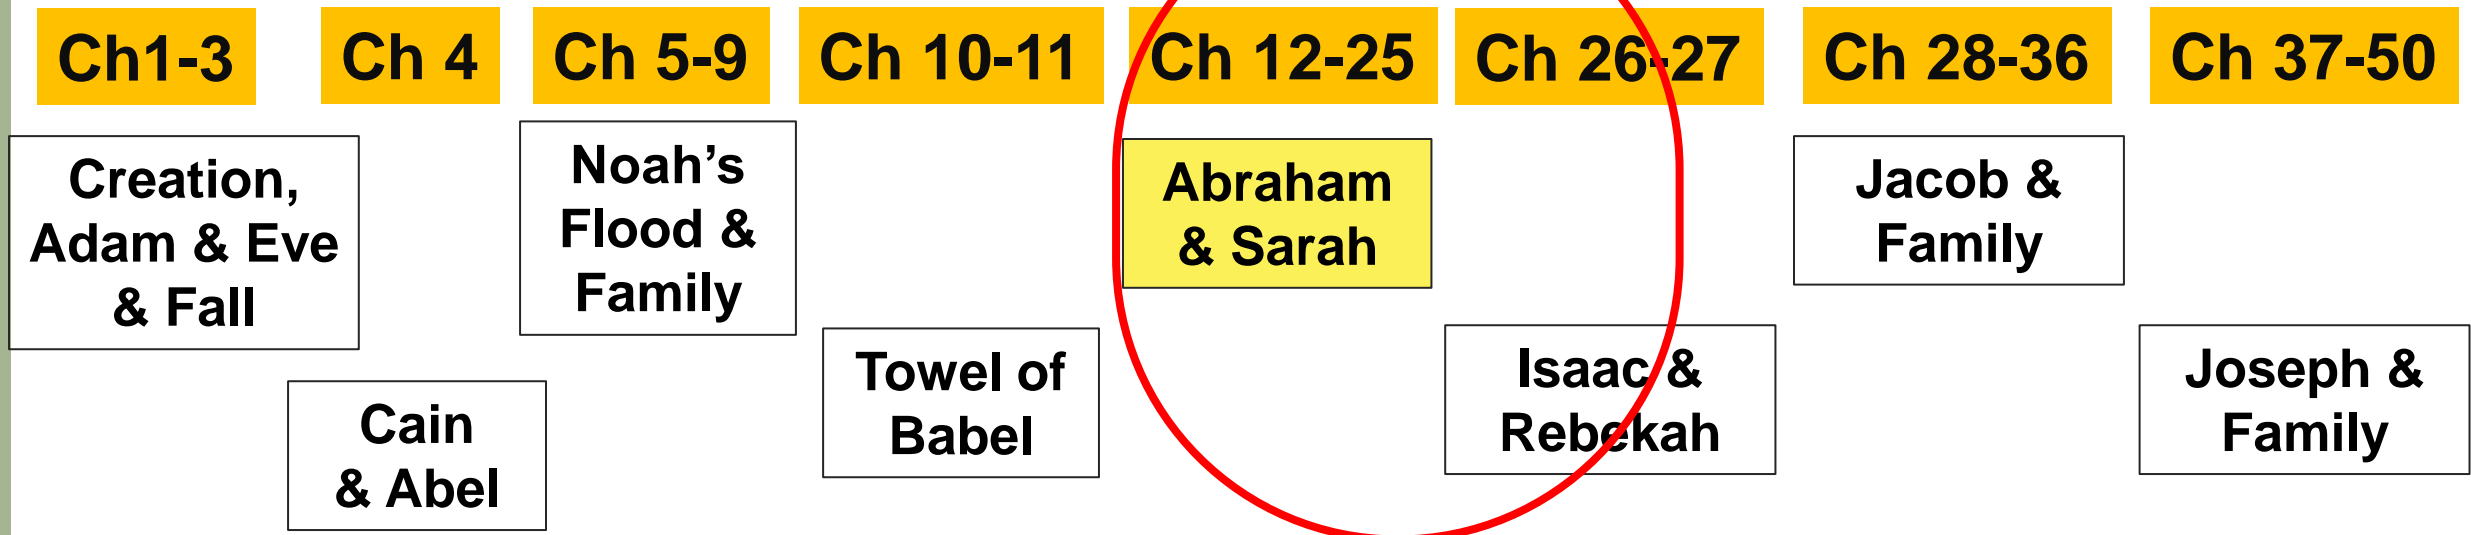 Ch1-3
Ch 4
Ch 5-9
Ch 10-11
Ch 12-25
Ch 26-27
Ch 28-36
Ch 37-50
Creation,
Adam & Eve
& Fall
Cain
& Abel
Noah’s
Flood &
Family
Towel of
Babel
Abraham
& Sarah
Isaac &
Rebekah
Jacob &
Family
Joseph &
Family